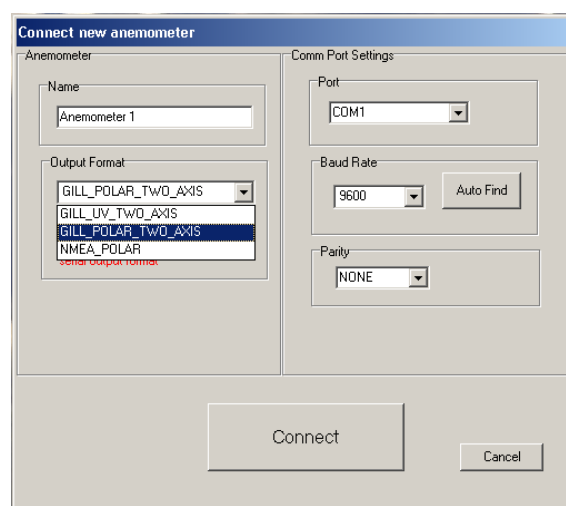 Connect new anemometer
Anemometer
Name
Anemometer 1
Output Format
GILL_POLAR_TWO_AXIS
GILL_UV_TWO_AXIS
GILL_POLAR_TWO_AXIS
NMEA_POLAR
serial output format
Comm Port Settings
Port
COM1
Baud Rate
9600
Auto Find
Parity
NONE
Connect
Cancel